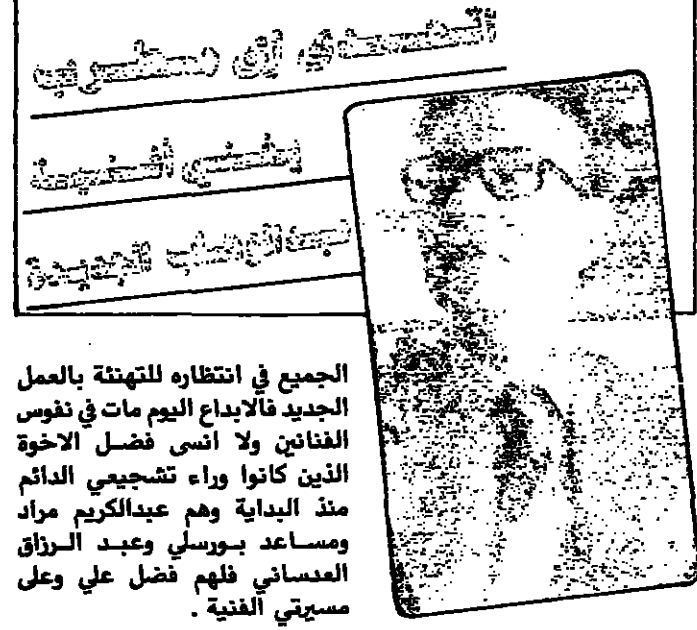 الجميع في انتظاره للتهنئة بالعمل
الجديد فالابداع اليوم مات في نفوس
الفنانين ولا انسى فضل الاخوة
الذين كانوا وراء تشجيعي الدائم
منذ البداية وهم عبدالكريم مراد
ومساعد بورسلي وعبد الرزاق
العدساني فلهم فضل علي وعلى
مسيرتي الفنية .